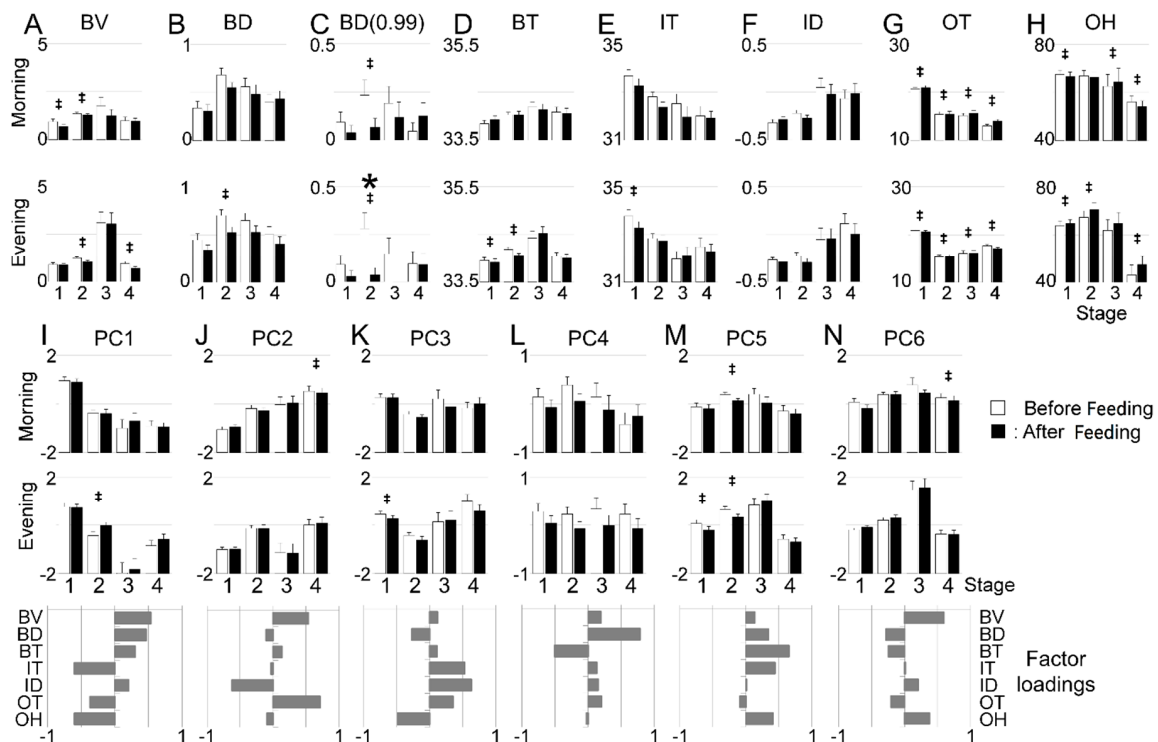 A BV B BD C BD(0.99) D BT E IT F ID G OT H OH
Morning 5 0 ‡ ‡ 1 0 0.5 0 ‡ 35.5 33.5 35 31 0.5 -0.5 30 10 ‡ ‡ ‡ ‡ 80 40 ‡ ‡ ‡
Evening 5 0 ‡ ‡ 1 0 ‡ 0.5 0 * ‡ 35.5 33.5 ‡ ‡ 35 31 ‡ 0.5 -0.5 30 10 ‡ ‡ ‡ ‡ 80 40 ‡ ‡ ‡
1 2 3 4 1 2 3 4 1 2 3 4 1 2 3 4 1 2 3 4 1 2 3 4 1 2 3 4 1 2 3 4
Stage
I PC1 J PC2 K PC3 L PC4 M PC5 N PC6
Morning 2 -2 2 -2 ‡ 2 -2 1 -1 2 -2 ‡ 2 -2 ‡
Before Feeding
: After Feeding
Evening 2 -2 ‡ 2 -2 2 -2 ‡ 1 -1 2 -2 ‡ ‡ 2 -2
1 2 3 4 1 2 3 4 1 2 3 4 1 2 3 4 1 2 3 4 1 2 3 4 Stage
BV BV
BD BD
BT BT
IT IT
ID ID
OT OT
OH OH
Factor
loadings
-1 1 -1 1 -1 1 -1 1 -1 1 -1 1